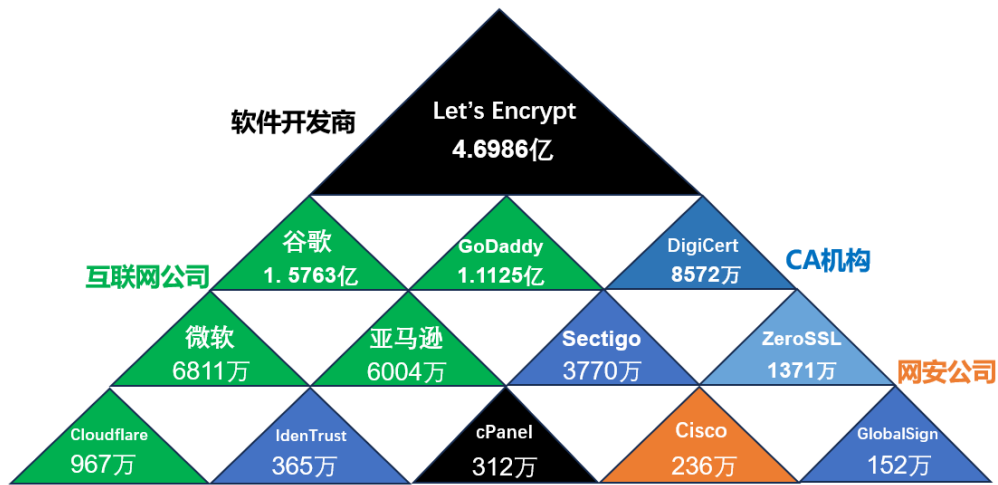 软件开发商
Let’s Encrypt
4.6986亿
互联网公司
谷歌
1. 5763亿
GoDaddy
1.1125亿
DigiCert
8572万
CA机构
微软
6811万
亚马逊
6004万
Sectigo
3770万
ZeroSSL
1371万
网安公司
Cloudflare
967万
IdenTrust
365万
cPanel
312万
Cisco
236万
GlobalSign
152万